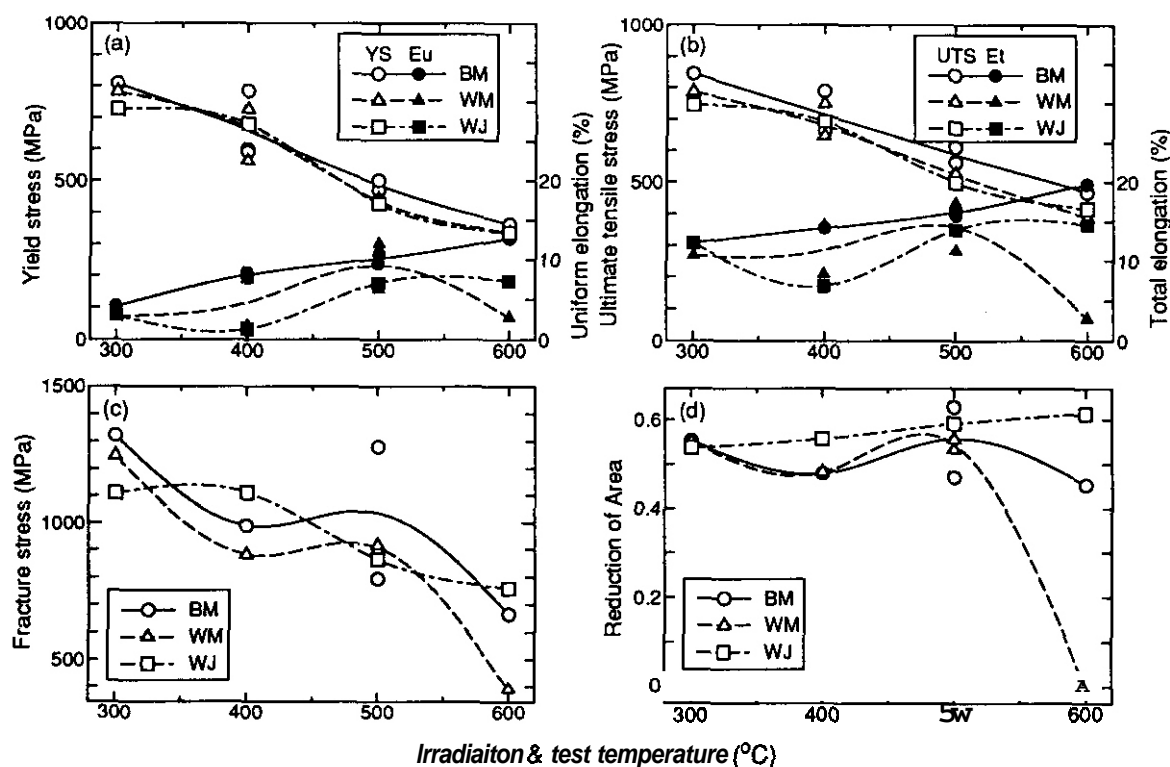 1000
(a)
YS Eu
BM
WM
WJ
500
0
20
10
0
300 400 500 600
Yield stress (MPa)
Uniform elongation (%)
1000
(b)
UTS Et
BM
WM
WJ
500
0
20
10
0
300 400 500 600
Ultimate tensile stress (MPa)
Total elongation (%)
1500
(c)
1000
500
BM
WM
WJ
300 400 500 600
Fracture stress (MPa)
(d)
0.6
0.4
0.2
0
BM
WM
WJ
A
300 400 5W 600
Reduction of Area
Irradiaiton & test temperature (°C)